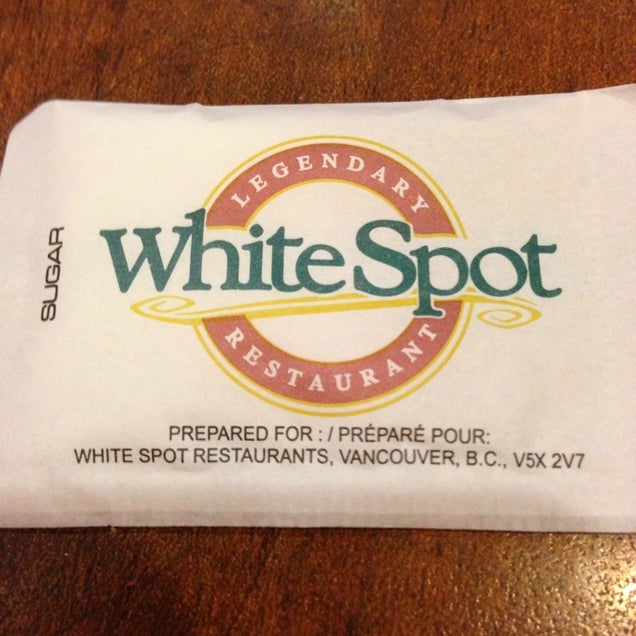 SUGAR
LEGENDARY
White Spot
RESTAURANT
PREPARED FOR : / PRÉPARÉ POUR:
WHITE SPOT RESTAURANTS, VANCOUVER, B.C., V5X 2V7